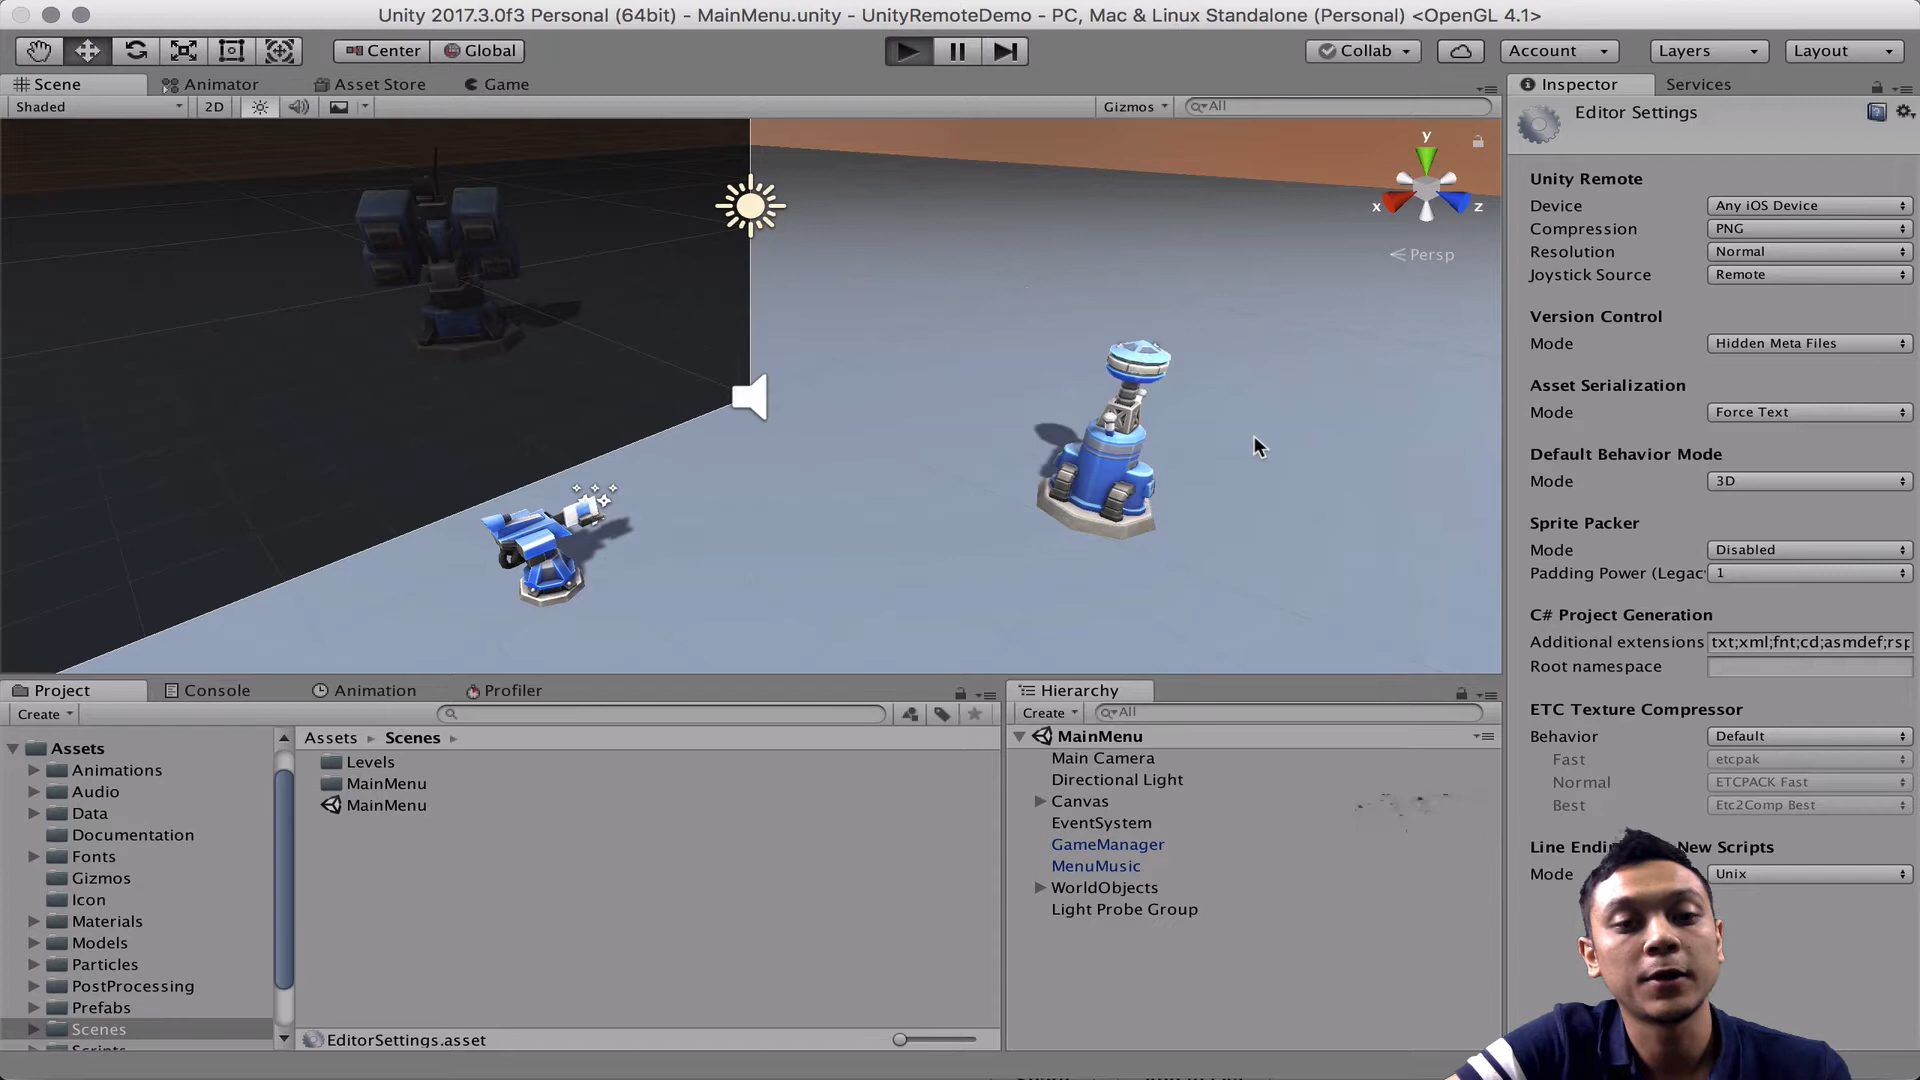 Unity 2017.3.0f3 Personal (64bit) - MainMenu.unity - UnityRemoteDemo - PC, Mac & Linux Standalone (Personal) <OpenGL 4.1>
Center Global Collab Account Layers Layout
Scene Animator Asset Store Game
Shaded 2D Gizmos All
y
x z
Persp
Inspector Services
Editor Settings
Unity Remote
Device Any iOS Device
Compression PNG
Resolution Normal
Joystick Source Remote
Version Control
Mode Hidden Meta Files
Asset Serialization
Mode Force Text
Default Behavior Mode
Mode 3D
Sprite Packer
Mode Disabled
Padding Power (Legac 1
C# Project Generation
Additional extensions txt;xml;fnt;cd;asmdef;rsp
Root namespace
ETC Texture Compressor
Behavior Default
Fast etcpak
Normal ETCPACK Fast
Best Etc2Comp Best
New Scripts
Mode Unix
Project Console Animation Profiler
Create
Assets
Animations
Audio
Data
Documentation
Fonts
Gizmos
Icon
Materials
Models
Particles
PostProcessing
Prefabs
Scenes
Scripts
Assets Scenes
Levels
MainMenu
MainMenu
EditorSettings.asset
Hierarchy
Create All
MainMenu
Main Camera
Directional Light
Canvas
EventSystem
GameManager
MenuMusic
WorldObjects
Light Probe Group